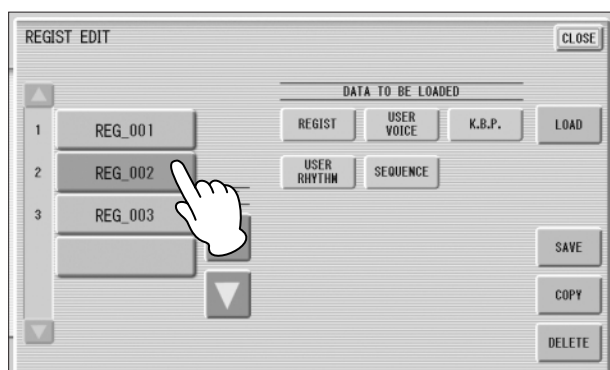 REGIST EDIT
CLOSE
DATA TO BE LOADED
REGIST
USER
VOICE
K.B.P.
LOAD
1
REG_001
2
REG_002
USER
RHYTHM
SEQUENCE
3
REG_003
SAVE
COPY
DELETE